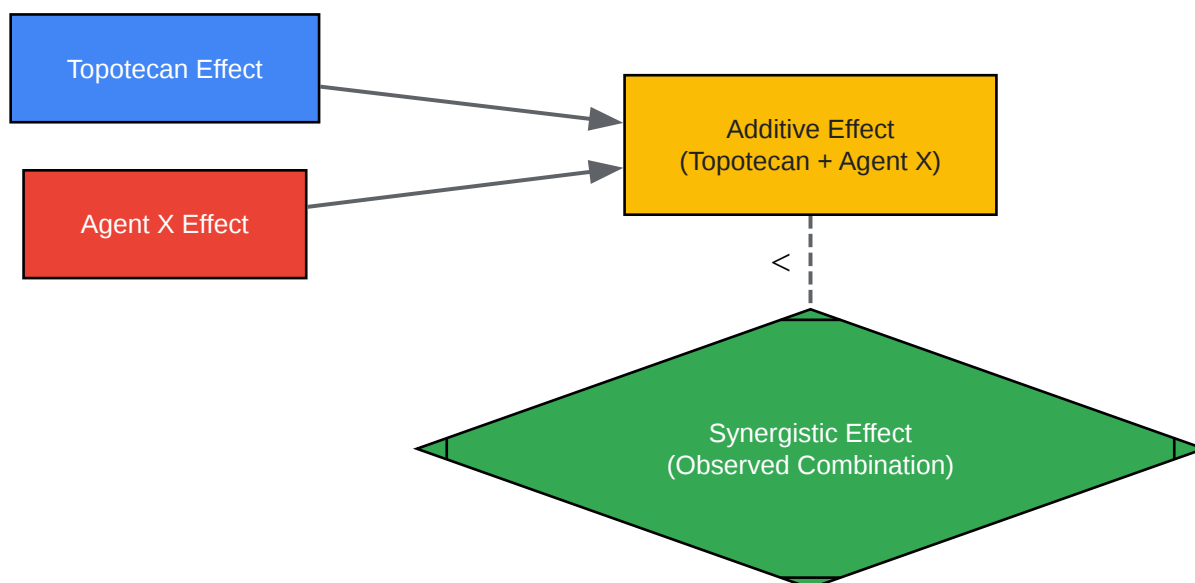 Topotecan Effect
Agent X Effect
Additive Effect
(Topotecan + Agent X)
<
Synergistic Effect
(Observed Combination)